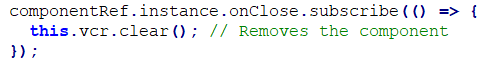 componentRef.instance.onClose.subscribe(() => {
  this.vcr.clear(); // Removes the component
});